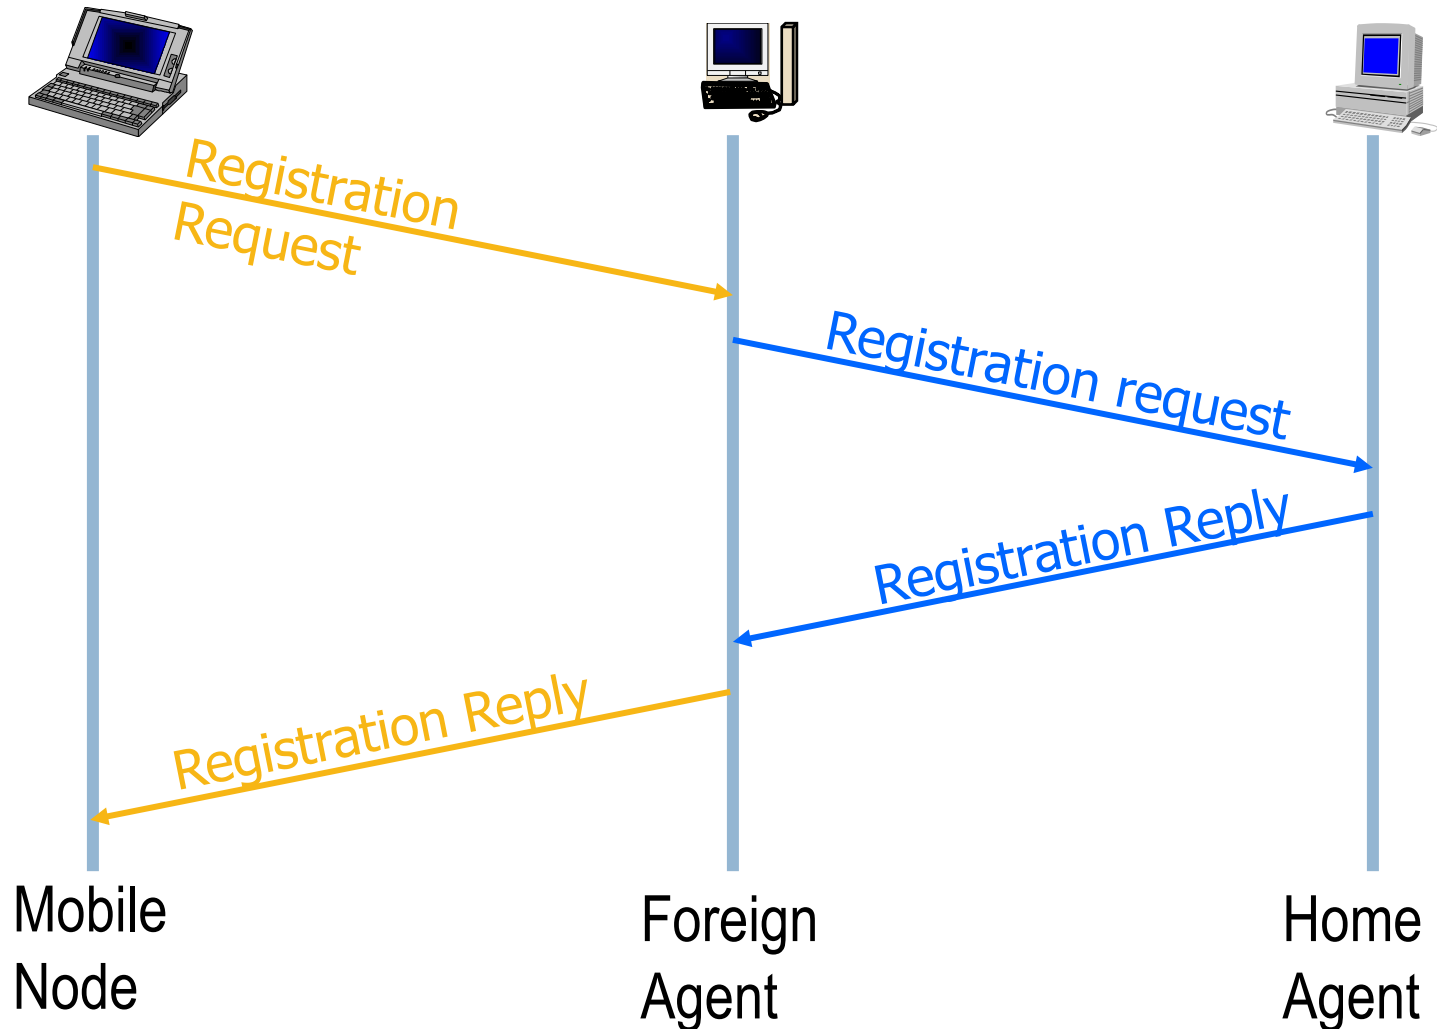 Registration
Request
Registration request
Registration Reply
Registration Reply
Mobile
Node
Foreign
Agent
Home
Agent